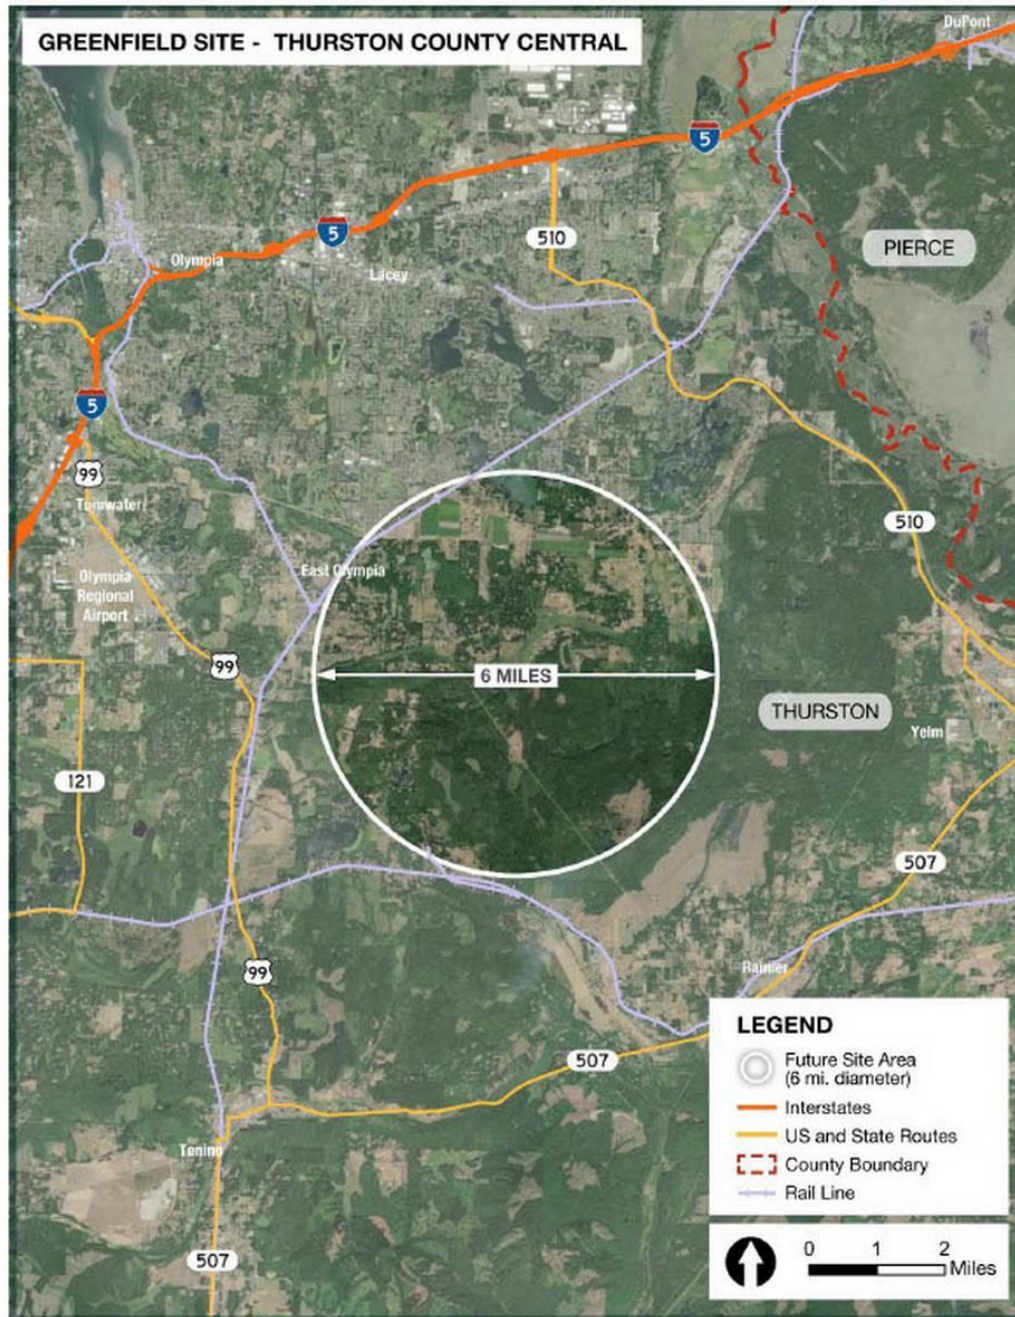 GREENFIELD SITE - THURSTON COUNTY CENTRAL
DuPont
5
5
510
PIERCE
Olympia
Lacey
5
99
Tumwater
510
East Olympia
Olympia
Regional
Airport
99
6 MILES
THURSTON
Yelm
121
507
99
Rainier
507
Tenino
507
LEGEND
Future Site Area
(6 mi. diameter)
Interstates
US and State Routes
County Boundary
Rail Line
0 1 2
Miles